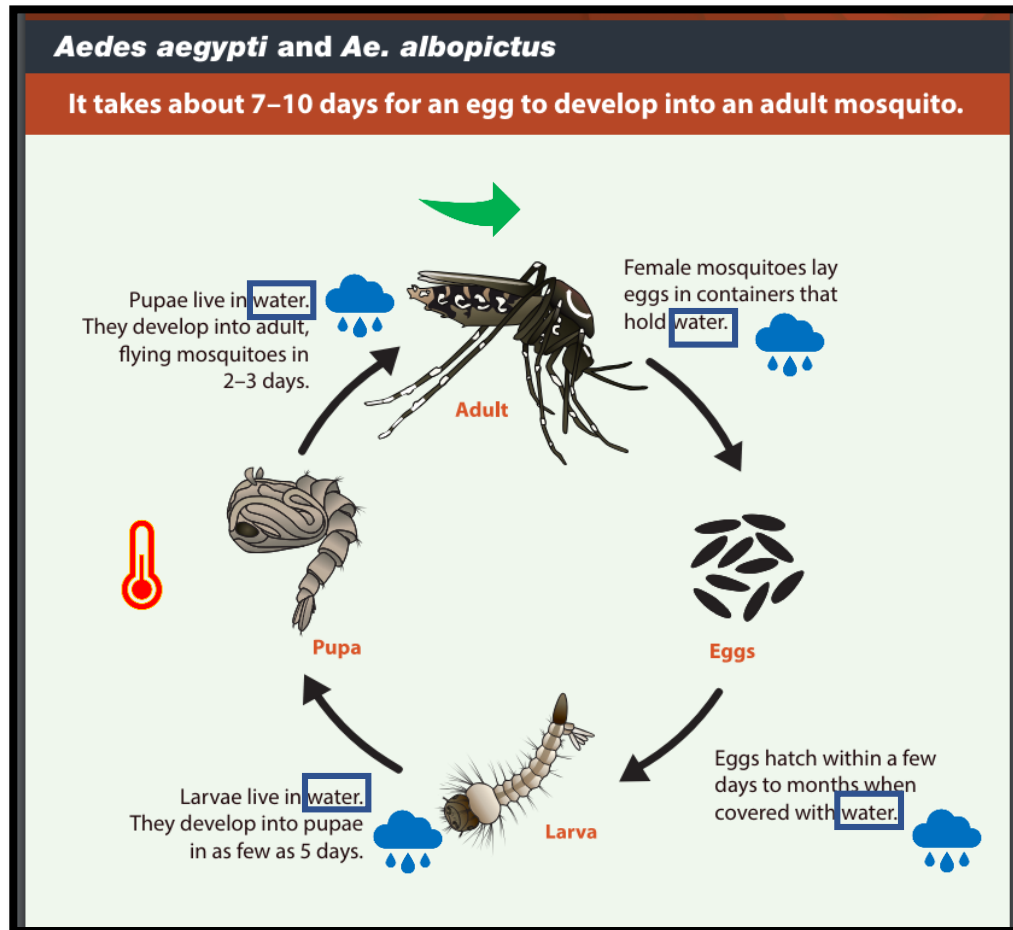 Aedes aegypti and Ae. albopictus
It takes about 7–10 days for an egg to develop into an adult mosquito.
Pupae live in water.
They develop into adult,
flying mosquitoes in
2–3 days.
Female mosquitoes lay
eggs in containers that
hold water.
Adult
Pupa
Eggs
Larvae live in water.
They develop into pupae
in as few as 5 days.
Larva
Eggs hatch within a few
days to months when
covered with water.